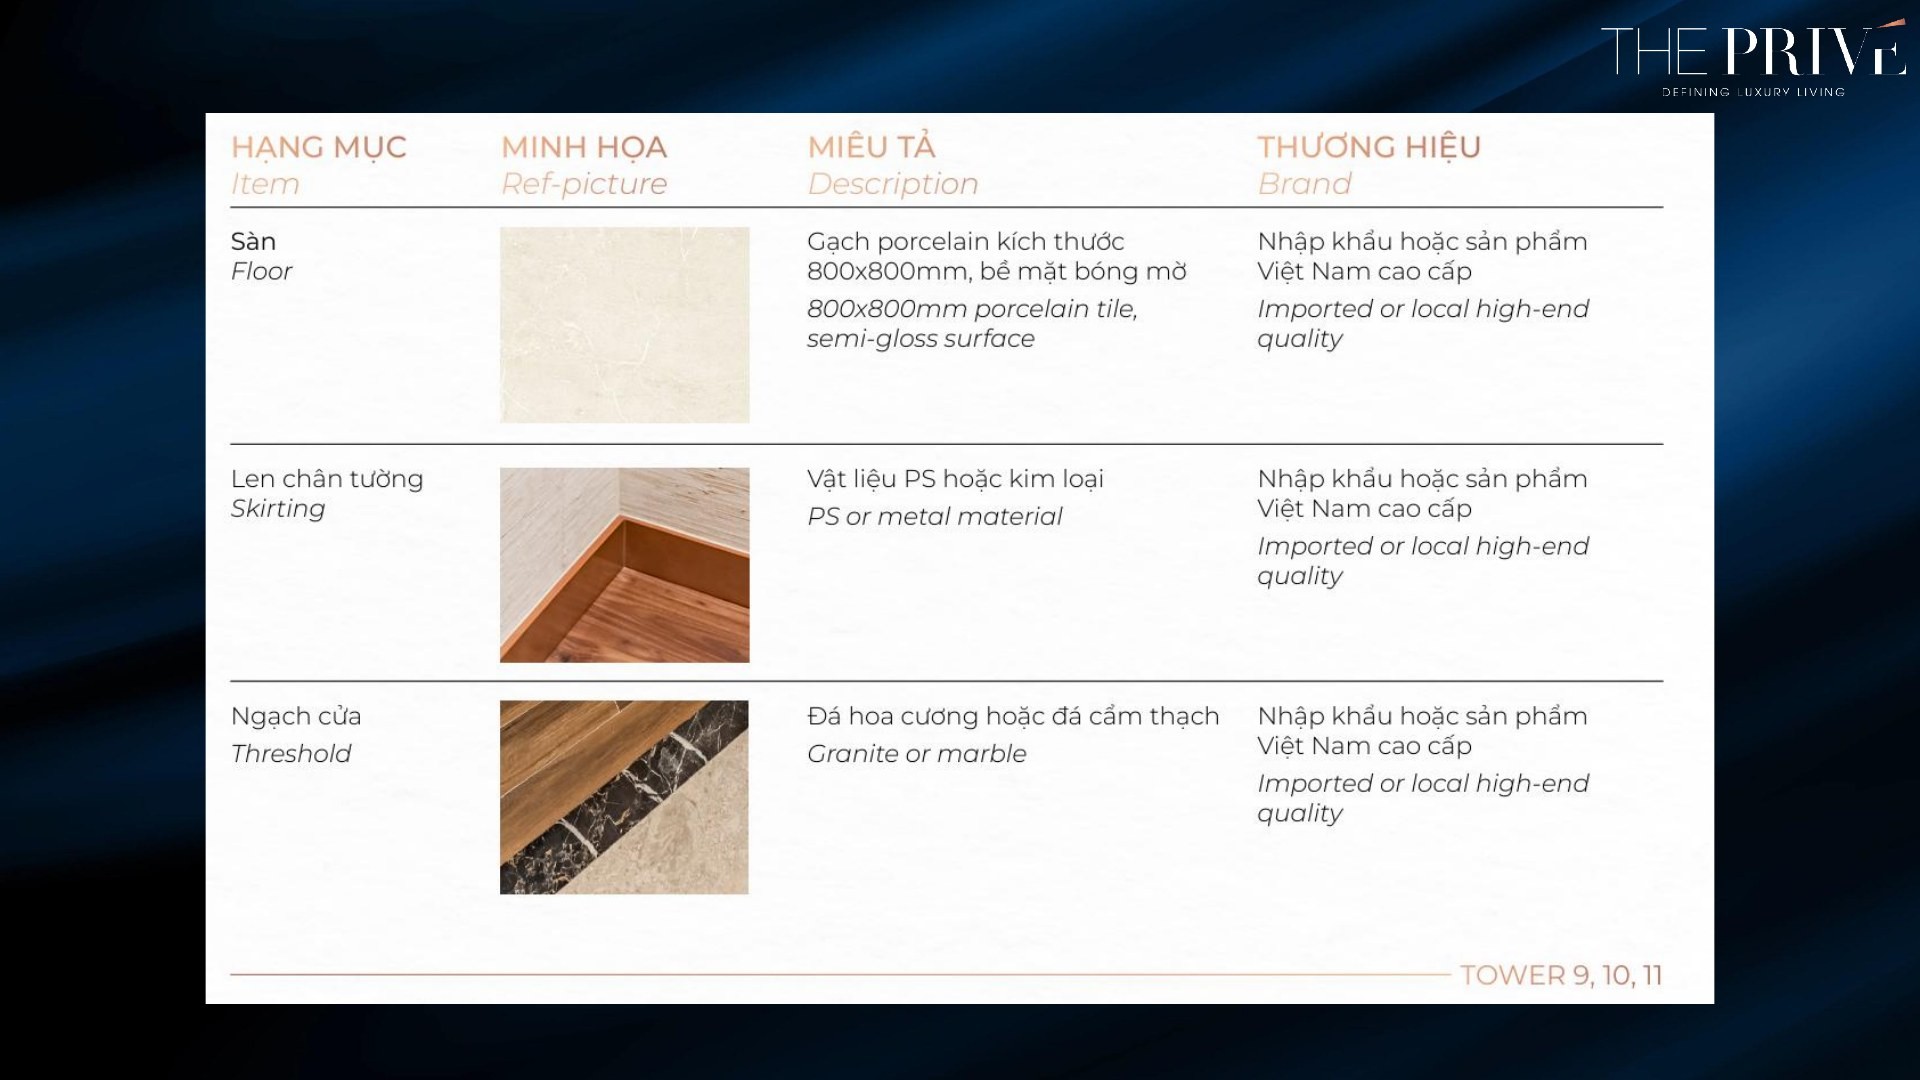 THE PRIVÉ
DEFINING LUXURY LIVING
HẠNG MỤC
Item
MINH HỌA
Ref-picture
MIÊU TẢ
Description
THƯƠNG HIỆU
Brand
Sàn
Floor
Gạch porcelain kích thước
800x800mm, bề mặt bóng mờ
800x800mm porcelain tile,
semi-gloss surface
Nhập khẩu hoặc sản phẩm
Việt Nam cao cấp
Imported or local high-end
quality
Len chân tường
Skirting
Vật liệu PS hoặc kim loại
PS or metal material
Nhập khẩu hoặc sản phẩm
Việt Nam cao cấp
Imported or local high-end
quality
Ngạch cửa
Threshold
Đá hoa cương hoặc đá cẩm thạch
Granite or marble
Nhập khẩu hoặc sản phẩm
Việt Nam cao cấp
Imported or local high-end
quality
TOWER 9, 10, 11